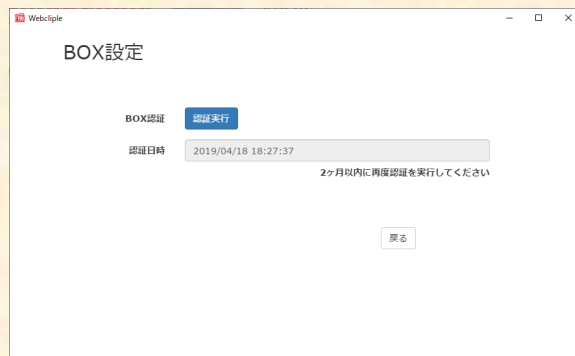 Webcliple
BOX設定
BOX認証 認証実行
認証日時 2019/04/18 18:27:37
2ヶ月以内に再度認証を実行してください
戻る